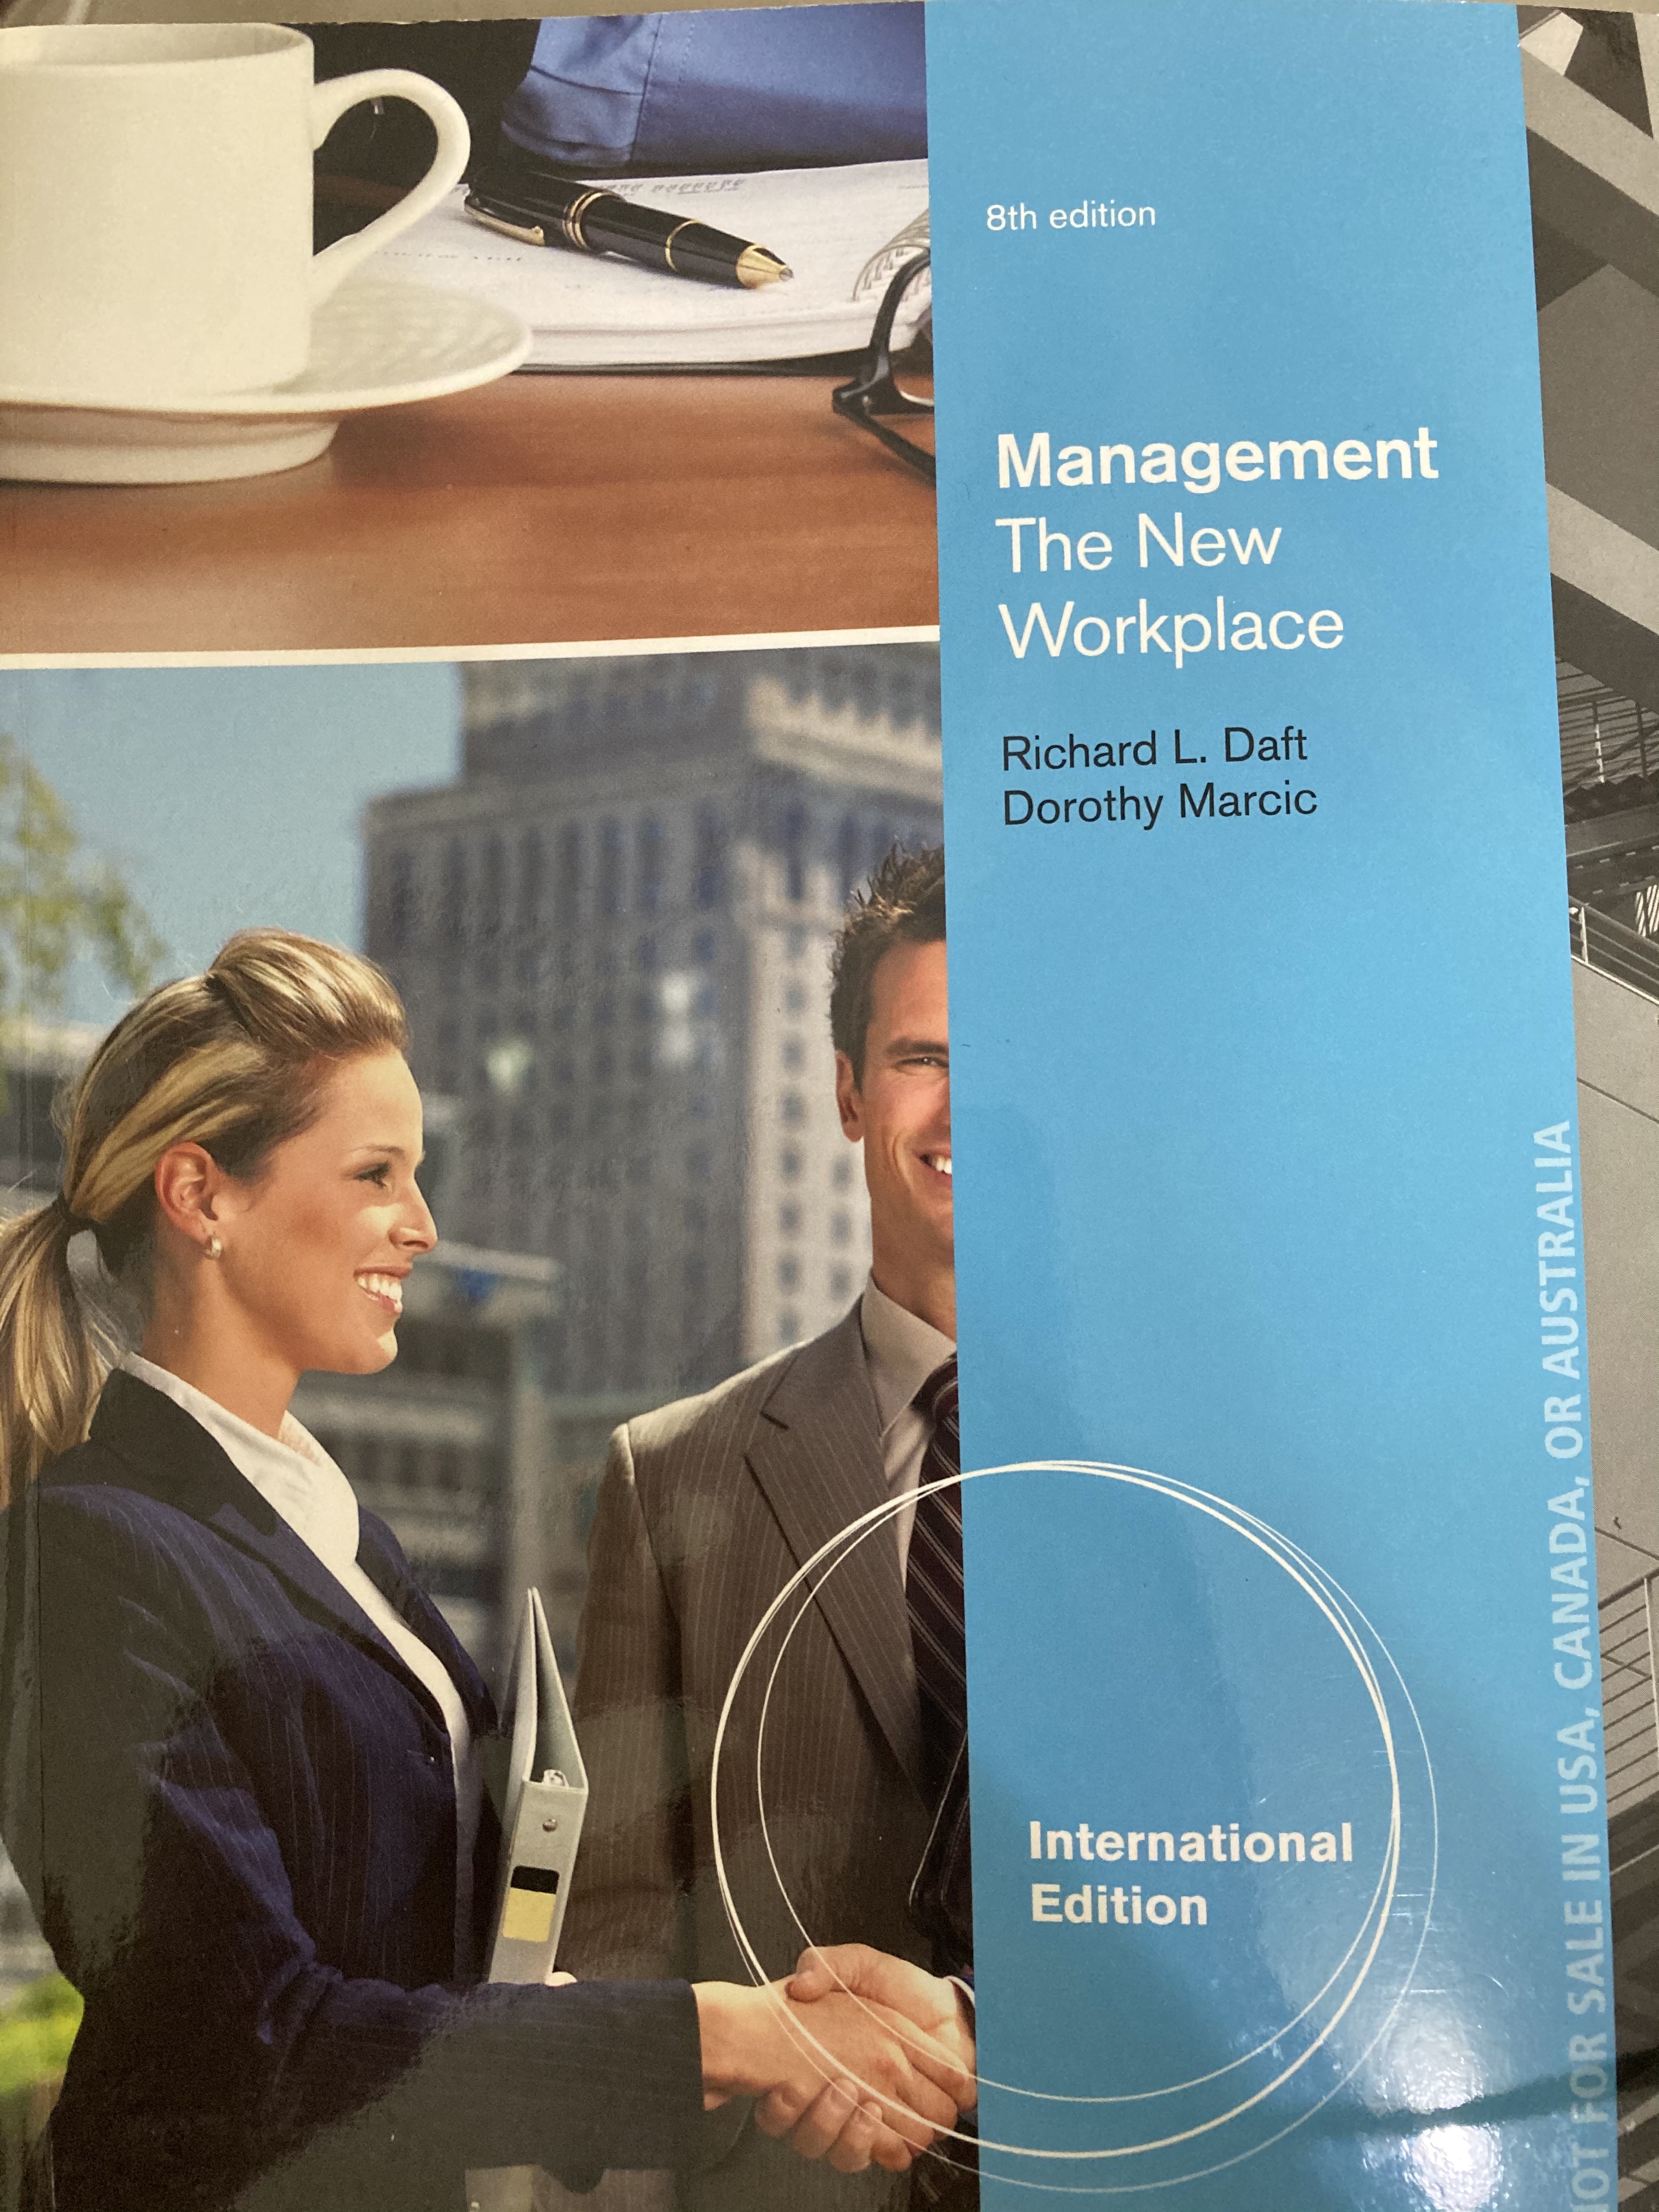 8th edition
Management
The New
Workplace
Richard L. Daft
Dorothy Marcic
International
Edition
OT FOR SALE IN USA, CANADA, OR AUSTRALIA